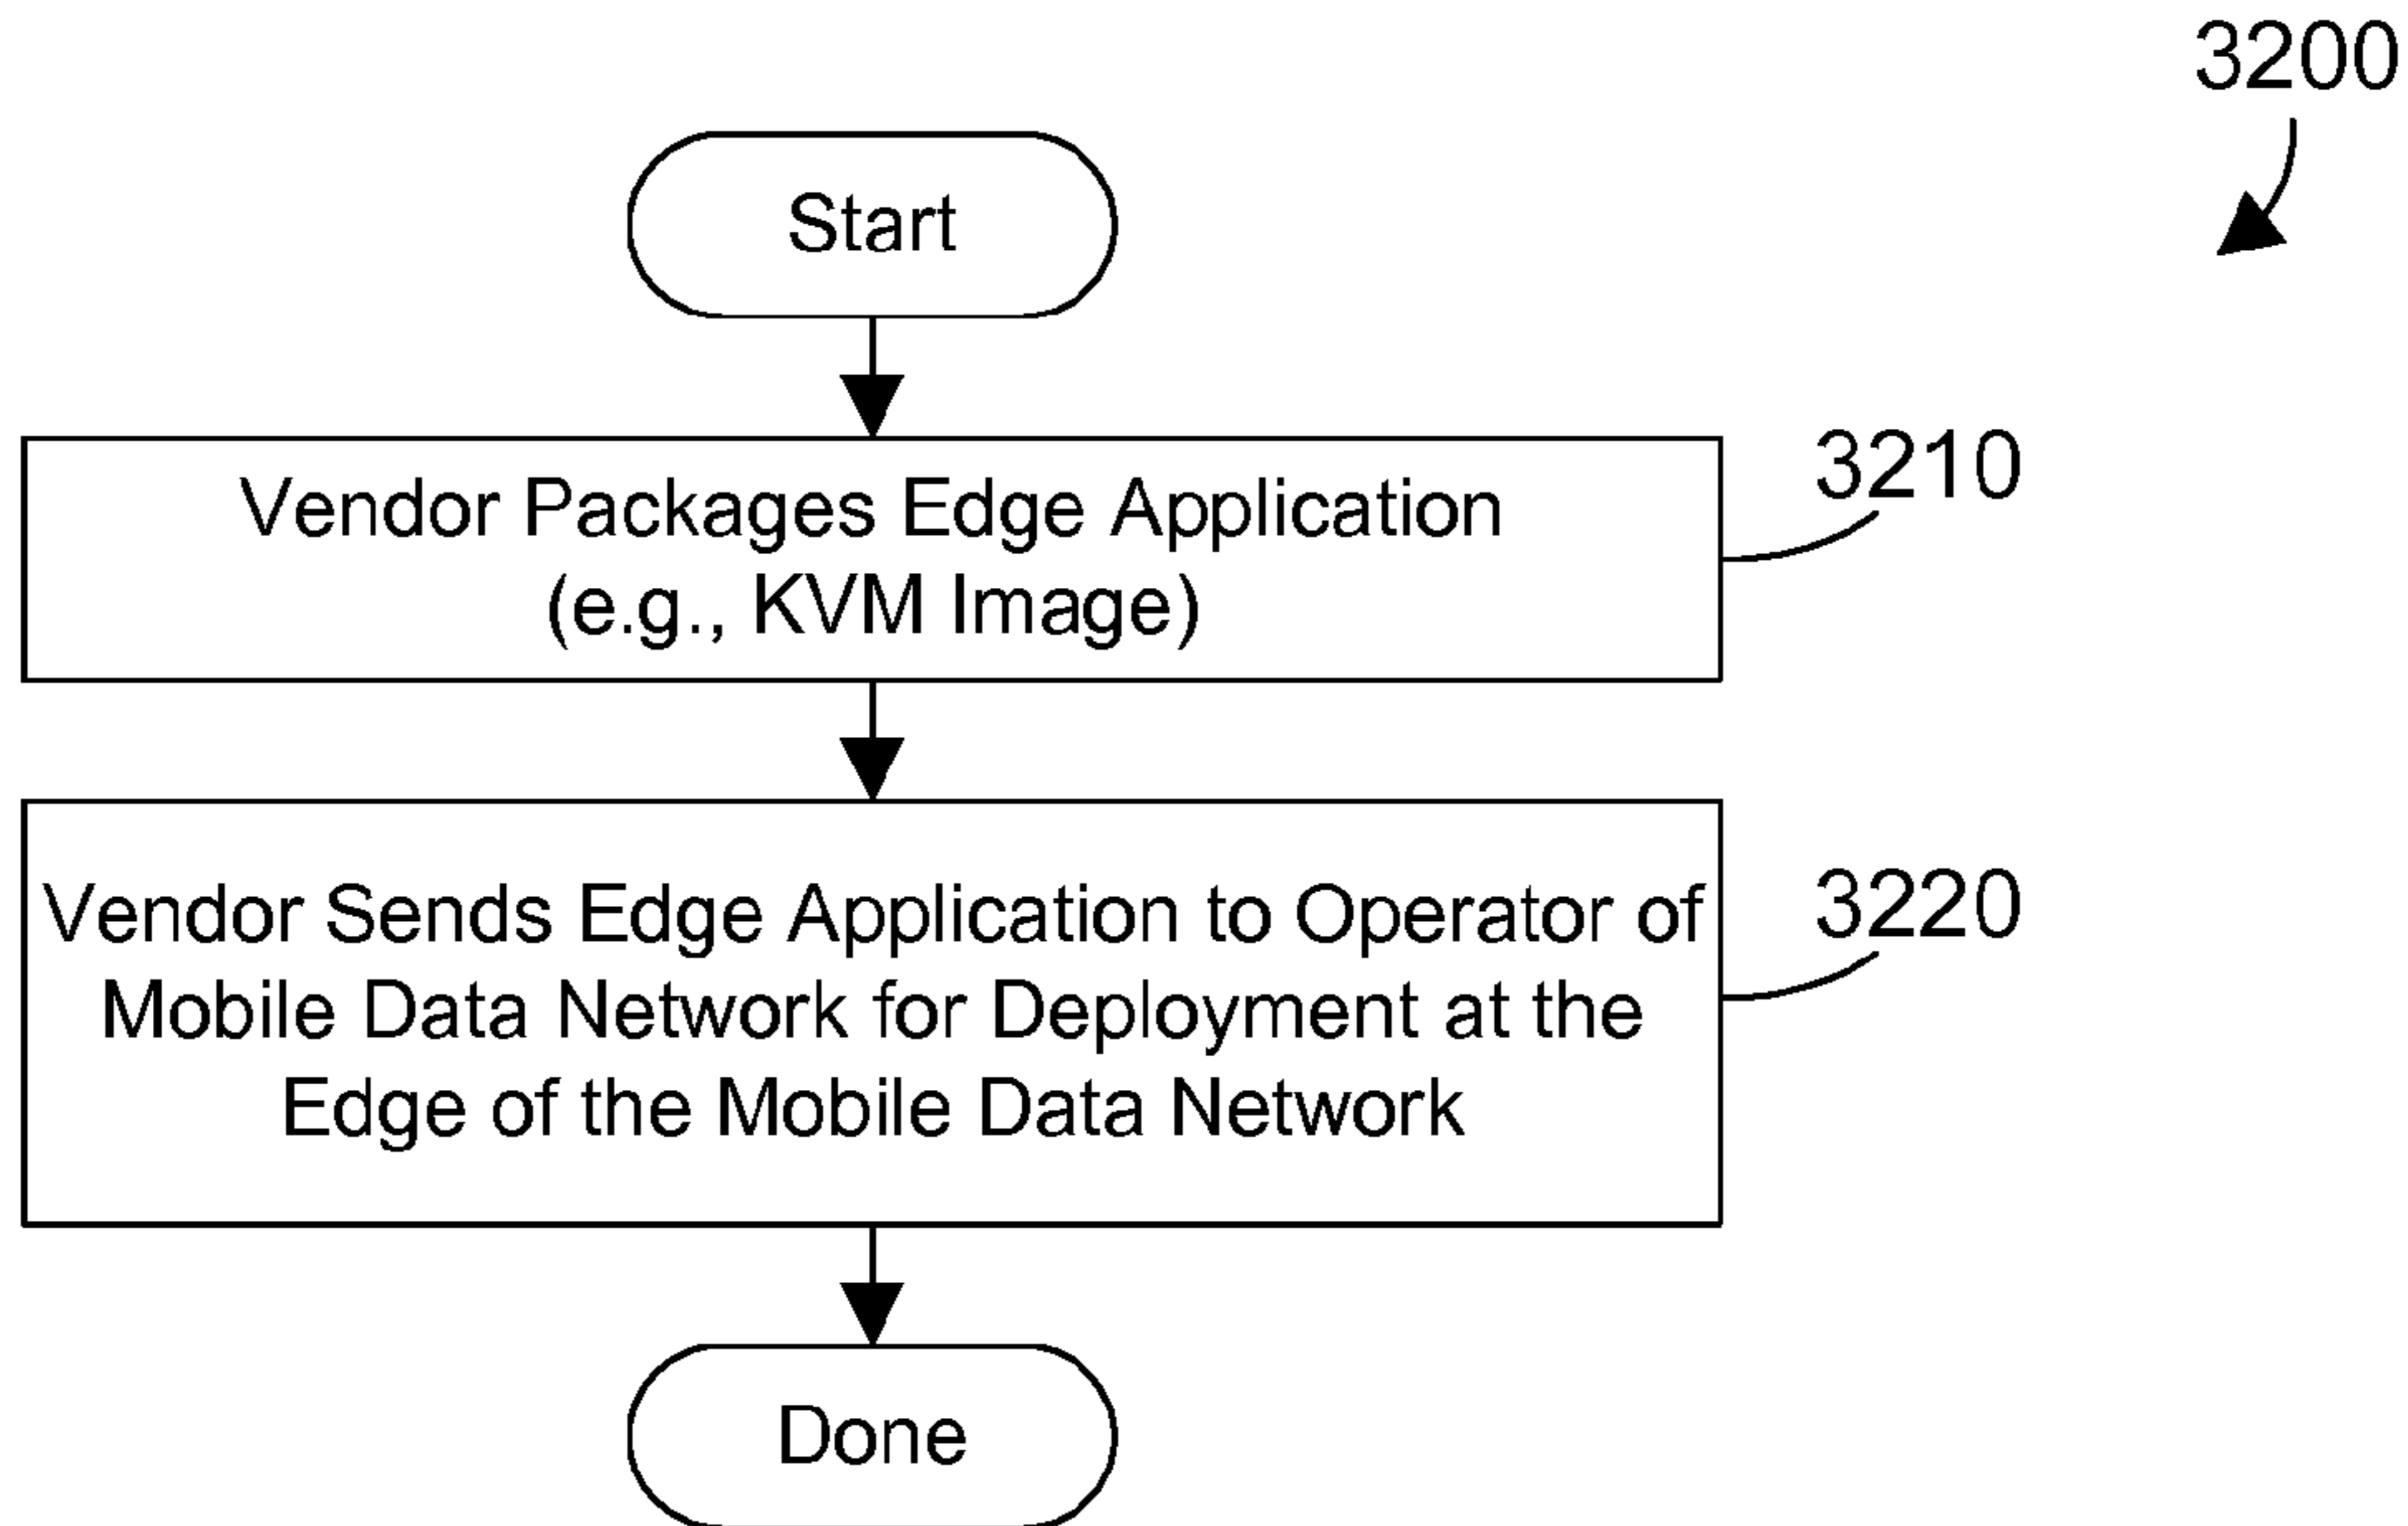 3200
Start
Vendor Packages Edge Application
(e.g., KVM Image)
3210
Vendor Sends Edge Application to Operator of
Mobile Data Network for Deployment at the
Edge of the Mobile Data Network
3220
Done